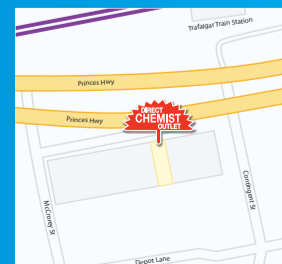 Trafalgar Train Station
Princes Hwy
Princes Hwy
DIRECT
CHEMIST
OUTLET
McCrorey St
Contingent St
Depot Lane